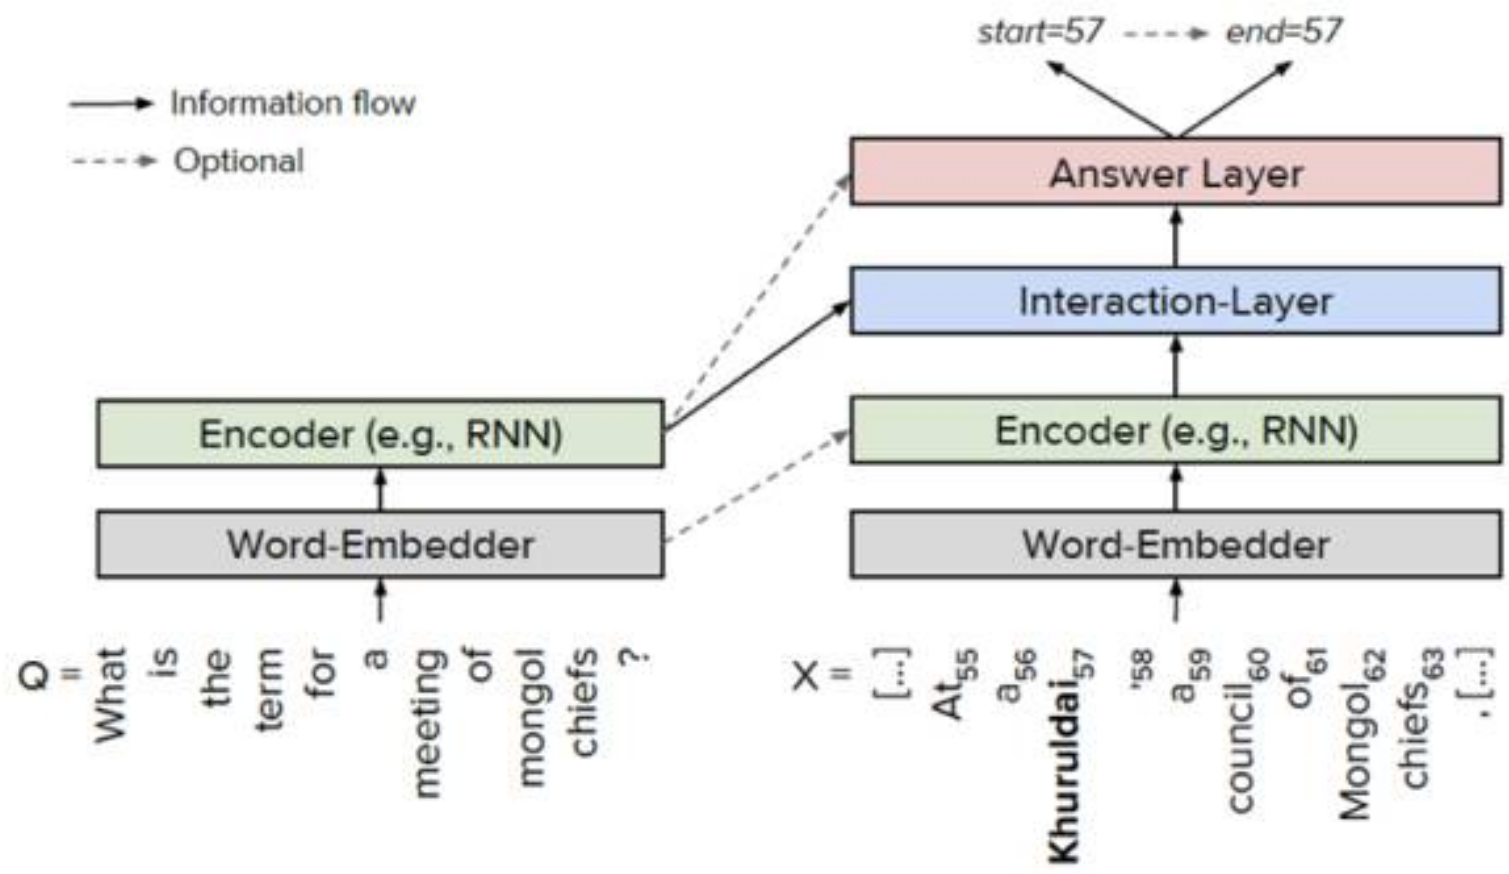 start=57
end=57
Information flow
Optional
Answer Layer
Interaction-Layer
Encoder (e.g., RNN)
Encoder (e.g., RNN)
Word-Embedder
Word-Embedder
Q = What is the term for a meeting of mongol chiefs ?
X = [...] At55 a56 Khuruldai57 '58 a59 council60 of61 Mongol62 chiefs63 , [...]